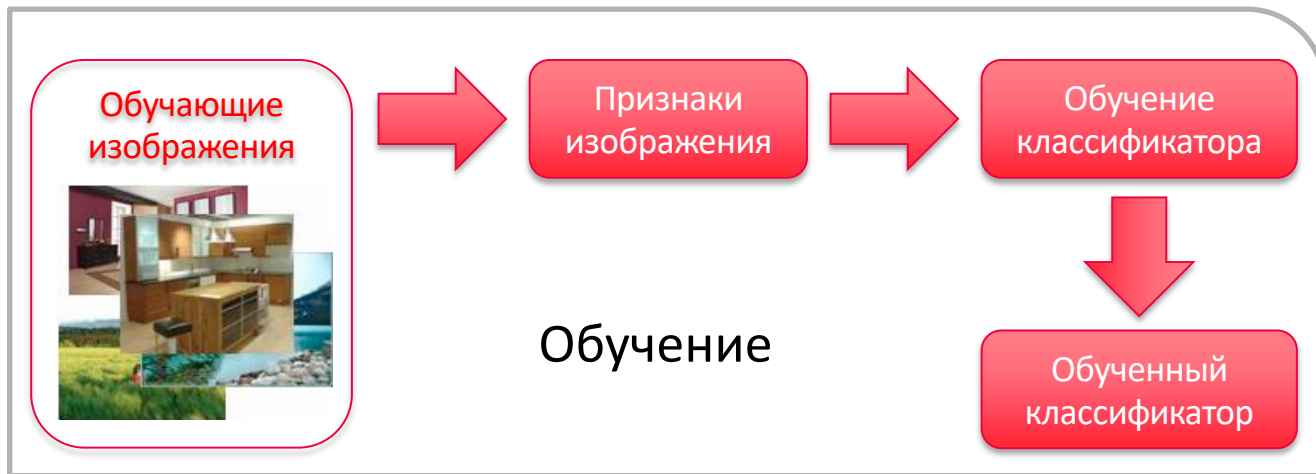 Обучающие
изображения
Признаки
изображения
Обучение
классификатора
Обучение
Обученный
классификатор